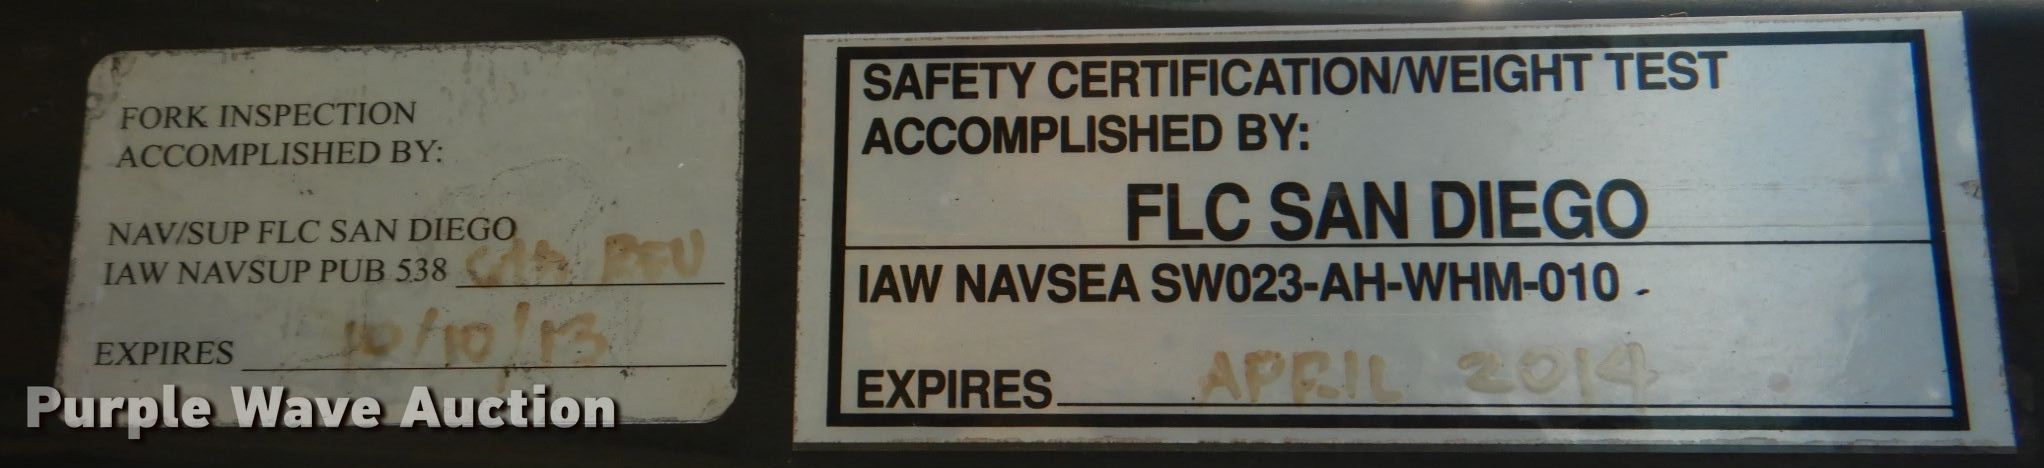 FORK INSPECTION
ACCOMPLISHED BY:
NAV/SUP FLC SAN DIEGO
IAW NAVSUP PUB 538
EXPIRES 10/10/13
SAFETY CERTIFICATION/WEIGHT TEST
ACCOMPLISHED BY:
FLC SAN DIEGO
IAW NAVSEA SW023-AH-WHM-010
EXPIRES APRIL 2014
Purple Wave Auction